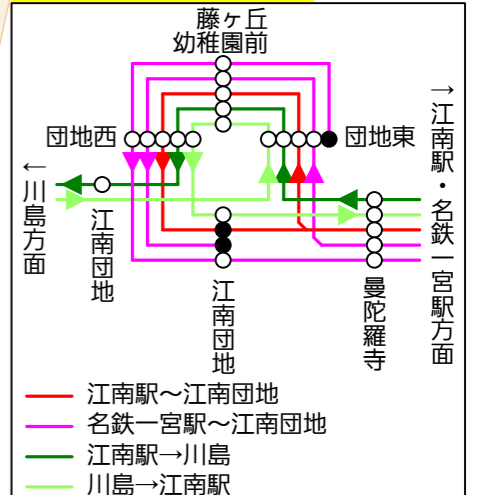 藤ヶ丘
幼稚園前
団地西
団地東
→江南駅・名鉄一宮駅方面
←川島方面
江南団地
江南団地
曼陀羅寺
江南駅～江南団地
名鉄一宮駅～江南団地
江南駅→川島
川島→江南駅